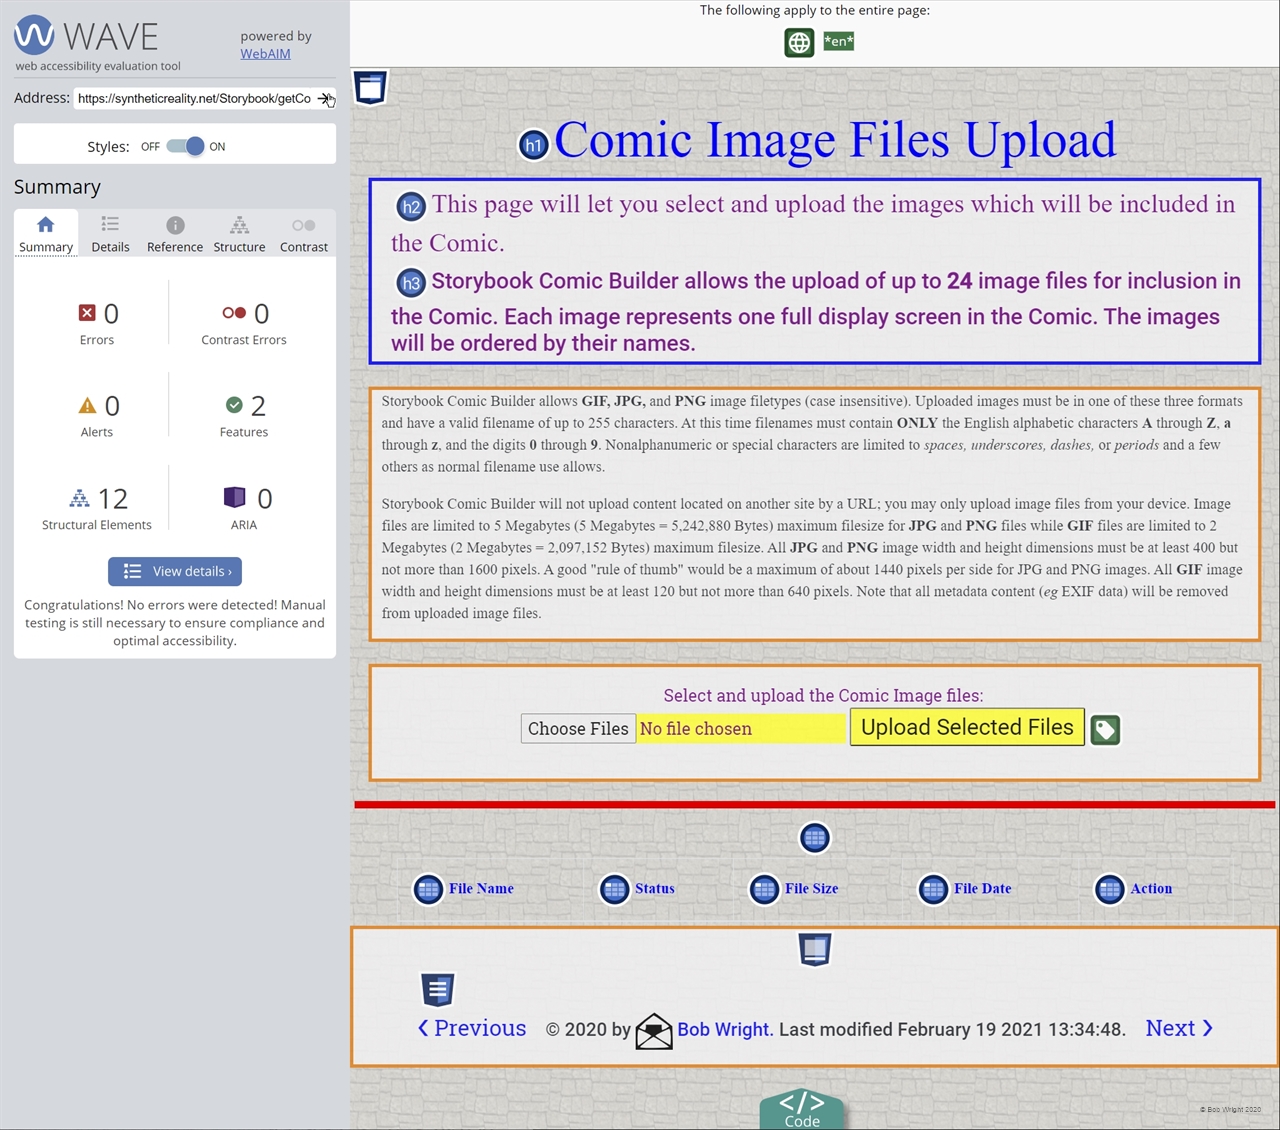 WAVE
powered by
WebAIM
web accessibility evaluation tool
Address: https://syntheticreality.net/Storybook/getCo
Styles: OFF ON
Summary
Summary Details Reference Structure Contrast
0 Errors
0 Contrast Errors
0 Alerts
2 Features
12 Structural Elements
0 ARIA
View details ›
Congratulations! No errors were detected! Manual
testing is still necessary to ensure compliance and
optimal accessibility.
The following apply to the entire page:
*en*
h1 Comic Image Files Upload
h2 This page will let you select and upload the images which will be included in
the Comic.
h3 Storybook Comic Builder allows the upload of up to 24 image files for inclusion in
the Comic. Each image represents one full display screen in the Comic. The images
will be ordered by their names.
Storybook Comic Builder allows GIF, JPG, and PNG image filetypes (case insensitive). Uploaded images must be in one of these three formats
and have a valid filename of up to 255 characters. At this time filenames must contain ONLY the English alphabetic characters A through Z, a
through z, and the digits 0 through 9. Nonalphanumeric or special characters are limited to spaces, underscores, dashes, or periods and a few
others as normal filename use allows.
Storybook Comic Builder will not upload content located on another site by a URL; you may only upload image files from your device. Image
files are limited to 5 Megabytes (5 Megabytes = 5,242,880 Bytes) maximum filesize for JPG and PNG files while GIF files are limited to 2
Megabytes (2 Megabytes = 2,097,152 Bytes) maximum filesize. All JPG and PNG image width and height dimensions must be at least 400 but
not more than 1600 pixels. A good "rule of thumb" would be a maximum of about 1440 pixels per side for JPG and PNG images. All GIF image
width and height dimensions must be at least 120 but not more than 640 pixels. Note that all metadata content (eg EXIF data) will be removed
from uploaded image files.
Select and upload the Comic Image files:
Choose Files No file chosen Upload Selected Files
File Name Status File Size File Date Action
Previous © 2020 by Bob Wright. Last modified February 19 2021 13:34:48. Next
</> Code
© Bob Wright 2020